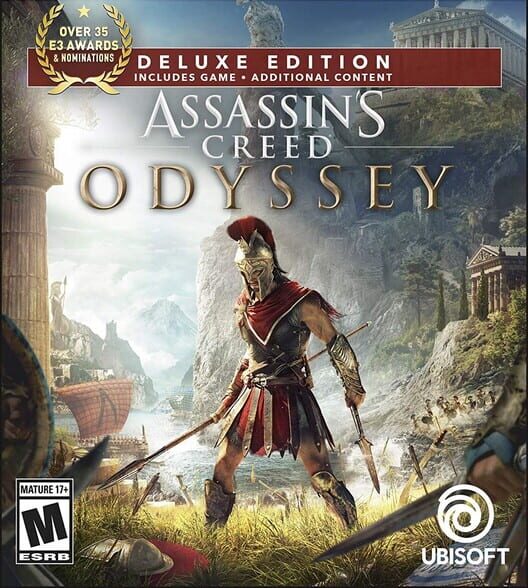 OVER 35
E3 AWARDS
& NOMINATIONS
DELUXE EDITION
INCLUDES GAME • ADDITIONAL CONTENT
ASSASSIN'S
CREED
ODYSSEY
MATURE 17+
M
ESRB
UBISOFT